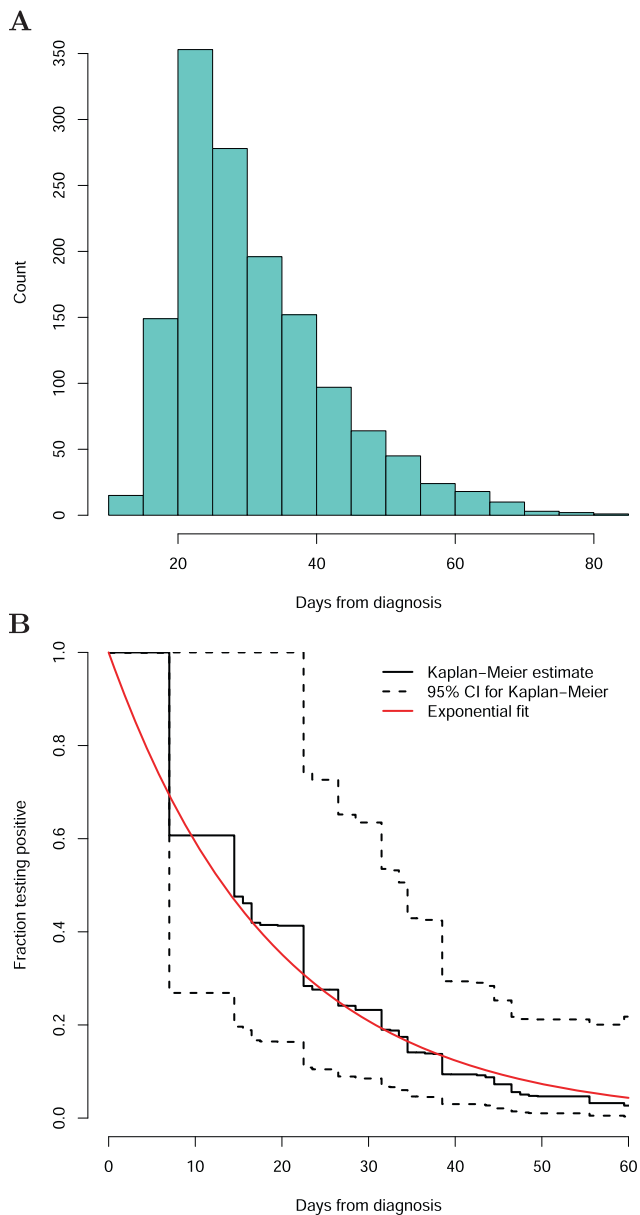 A
350
300
250
200
150
100
50
0
Count
20 40 60 80
Days from diagnosis
B
1.0
0.8
0.6
0.4
0.2
0.0
Fraction testing positive
Kaplan−Meier estimate
95% CI for Kaplan−Meier
Exponential fit
0 10 20 30 40 50 60
Days from diagnosis